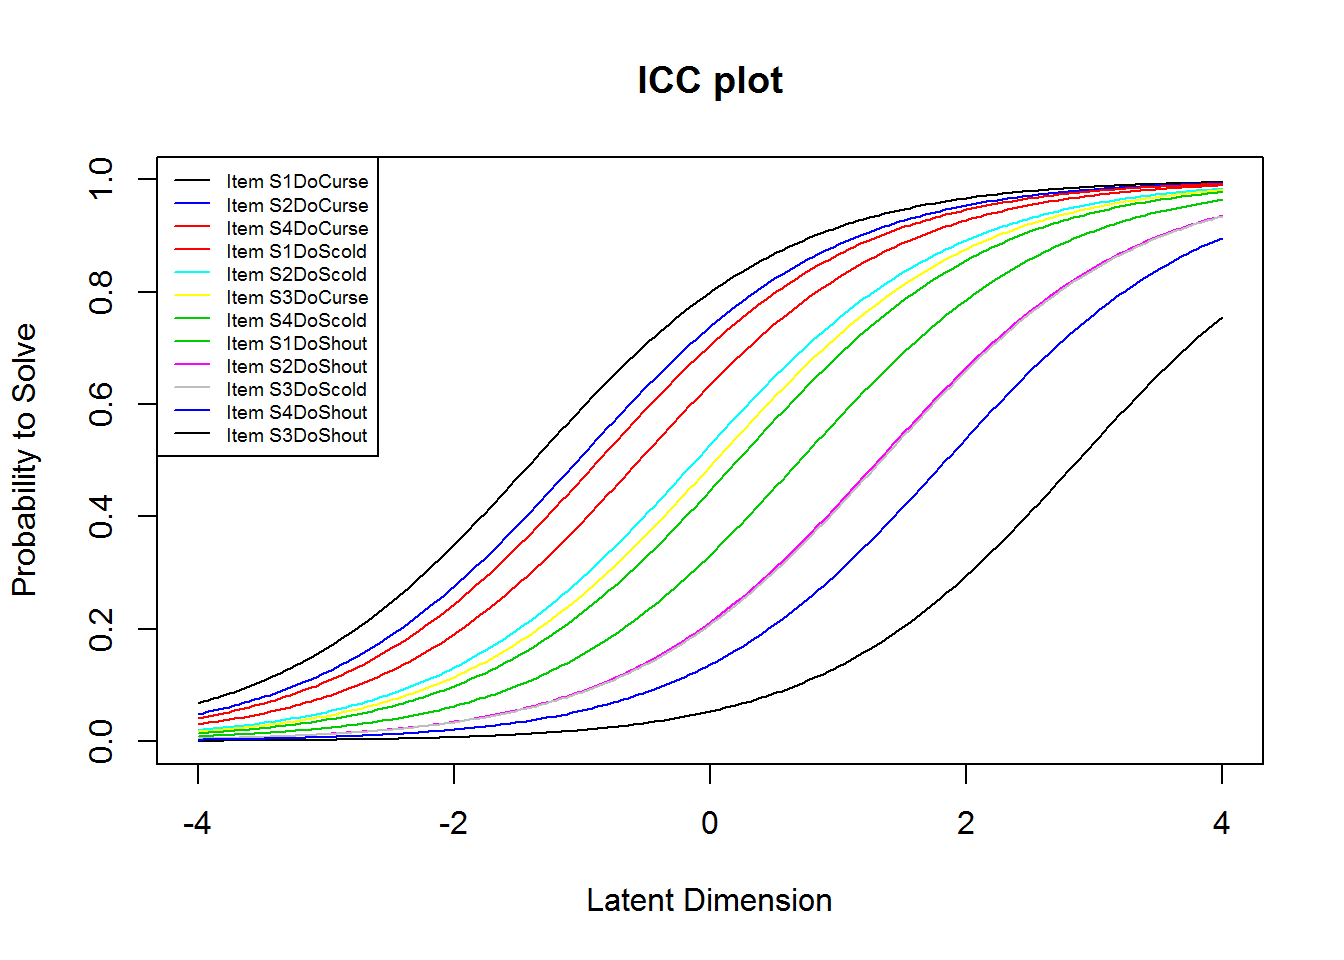 ICC plot
Probability to Solve
1.0
0.8
0.6
0.4
0.2
0.0
Item S1DoCurse
Item S2DoCurse
Item S4DoCurse
Item S1DoScold
Item S2DoScold
Item S3DoCurse
Item S4DoScold
Item S1DoShout
Item S2DoShout
Item S3DoScold
Item S4DoShout
Item S3DoShout
-4 -2 0 2 4
Latent Dimension